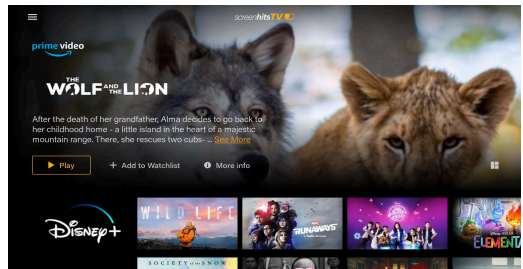 screenhitsTV
prime video
THE
WOLF AND THE LION
After the death of her grandfather, Alma decides to go back to
her childhood home - a little island in the heart of a majestic
mountain range. There, she rescues two cubs- ... See More
Play
+ Add to Watchlist
More info
Disney+
WILD LIFE
RUNAWAYS
ELEMENTA
SOCIETY OF THE SNOW